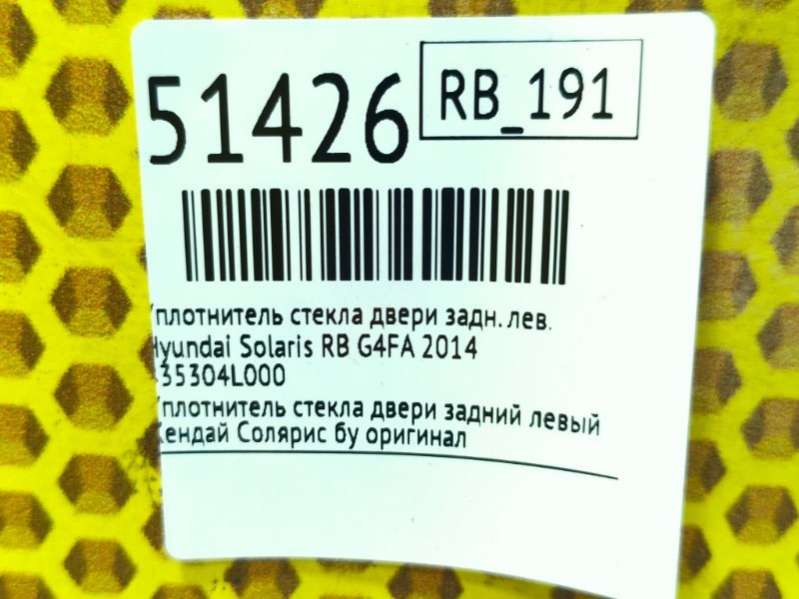 51426
RB_191
Уплотнитель стекла двери задн. лев.
Hyundai Solaris RB G4FA 2014
35304L000
Уплотнитель стекла двери задний левый
Хендай Солярис бу оригинал